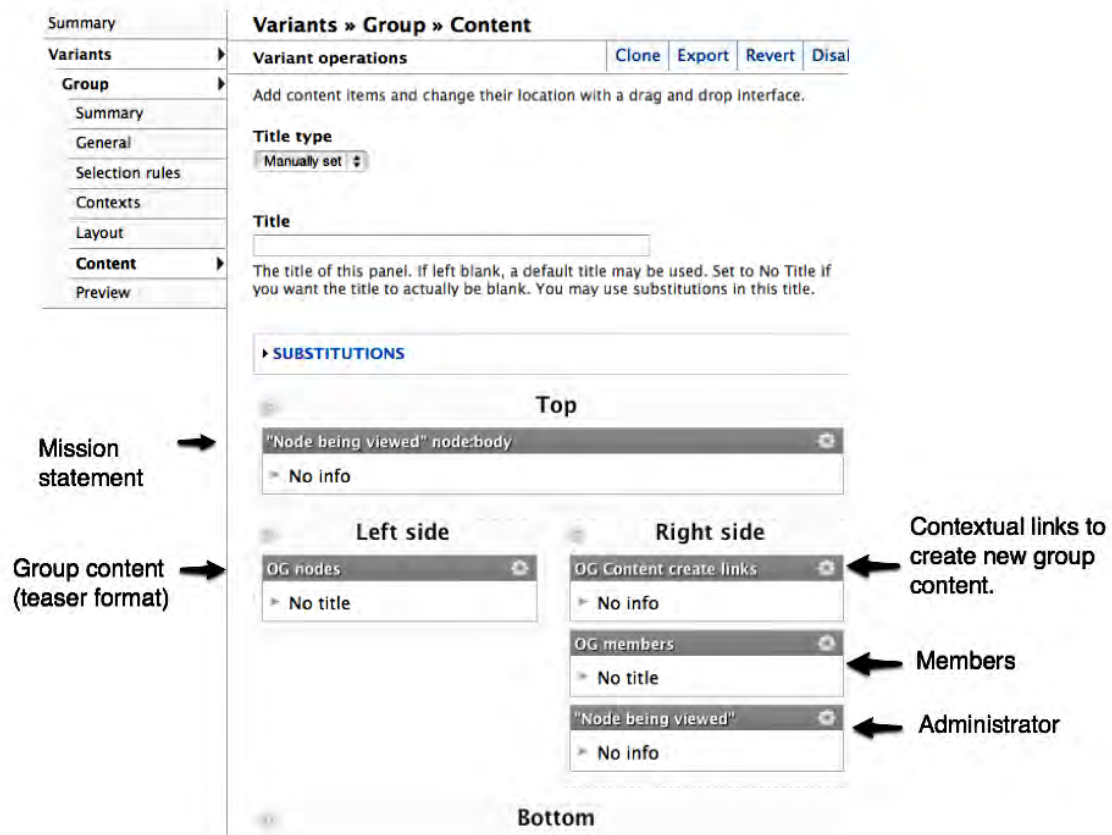 Summary
Variants
Group
Summary
General
Selection rules
Contexts
Layout
Content
Preview
Variants » Group » Content
Variant operations
Clone
Export
Revert
Disal
Add content items and change their location with a drag and drop interface.
Title type
Manually set
Title
The title of this panel. If left blank, a default title may be used. Set to No Title if
you want the title to actually be blank. You may use substitutions in this title.
SUBSTITUTIONS
Top
Mission
statement
"Node being viewed" node:body
No info
Left side
Right side
Group content
(teaser format)
OG nodes
No title
OG Content create links
No info
Contextual links to
create new group
content.
OG members
No title
Members
"Node being viewed"
No info
Administrator
Bottom